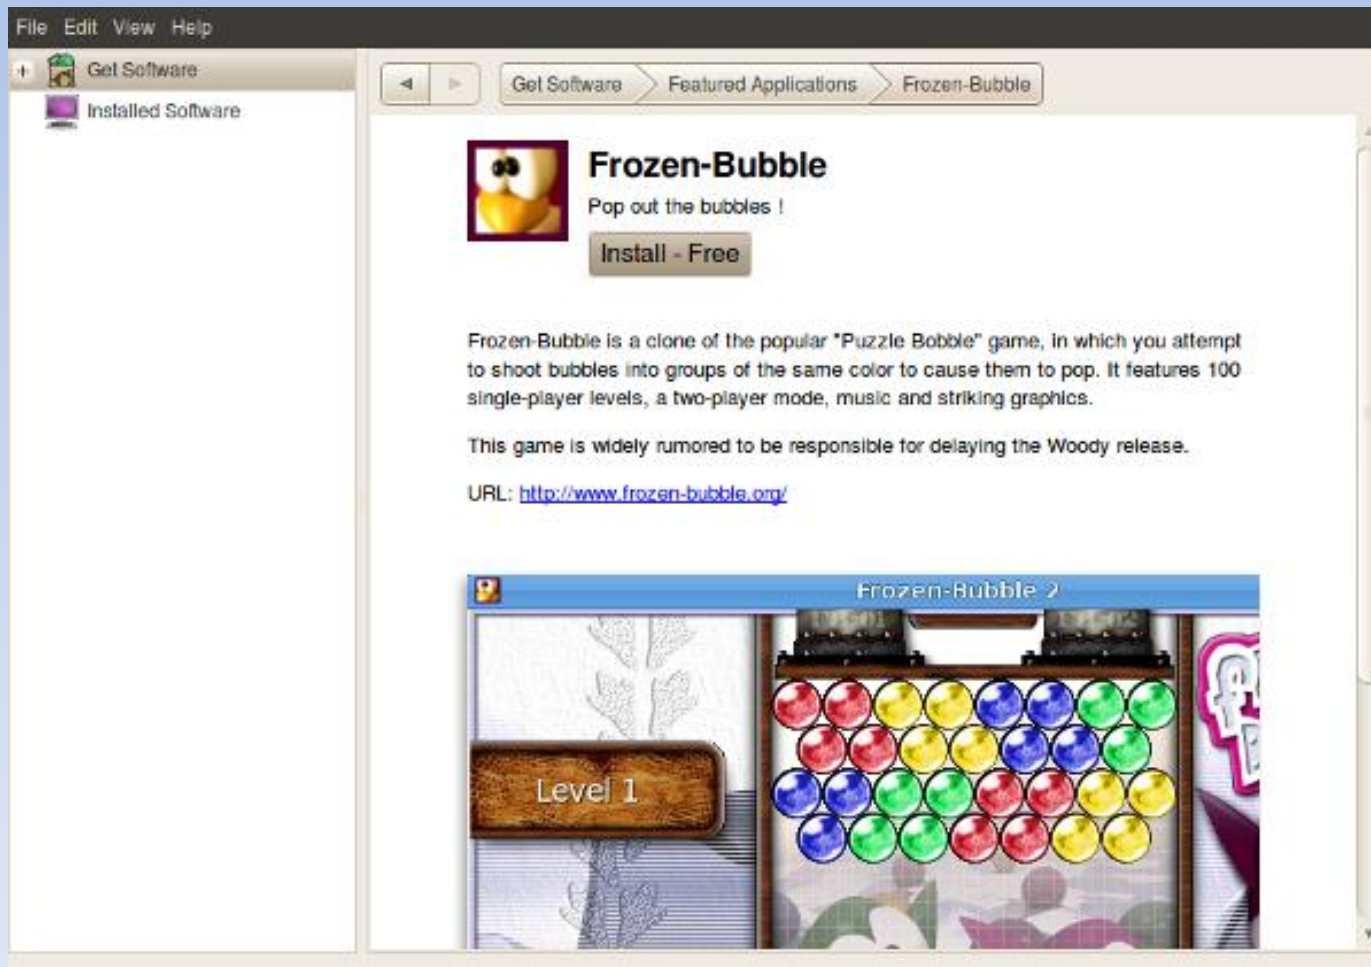 File Edit View Help
Get Software
Installed Software
Get Software Featured Applications Frozen-Bubble
Frozen-Bubble
Pop out the bubbles !
Install - Free
Frozen-Bubble is a clone of the popular "Puzzle Bobble" game, in which you attempt
to shoot bubbles into groups of the same color to cause them to pop. It features 100
single-player levels, a two-player mode, music and striking graphics.
This game is widely rumored to be responsible for delaying the Woody release.
URL: http://www.frozen-bubble.org/
Frozen-Bubble 2
Level 1